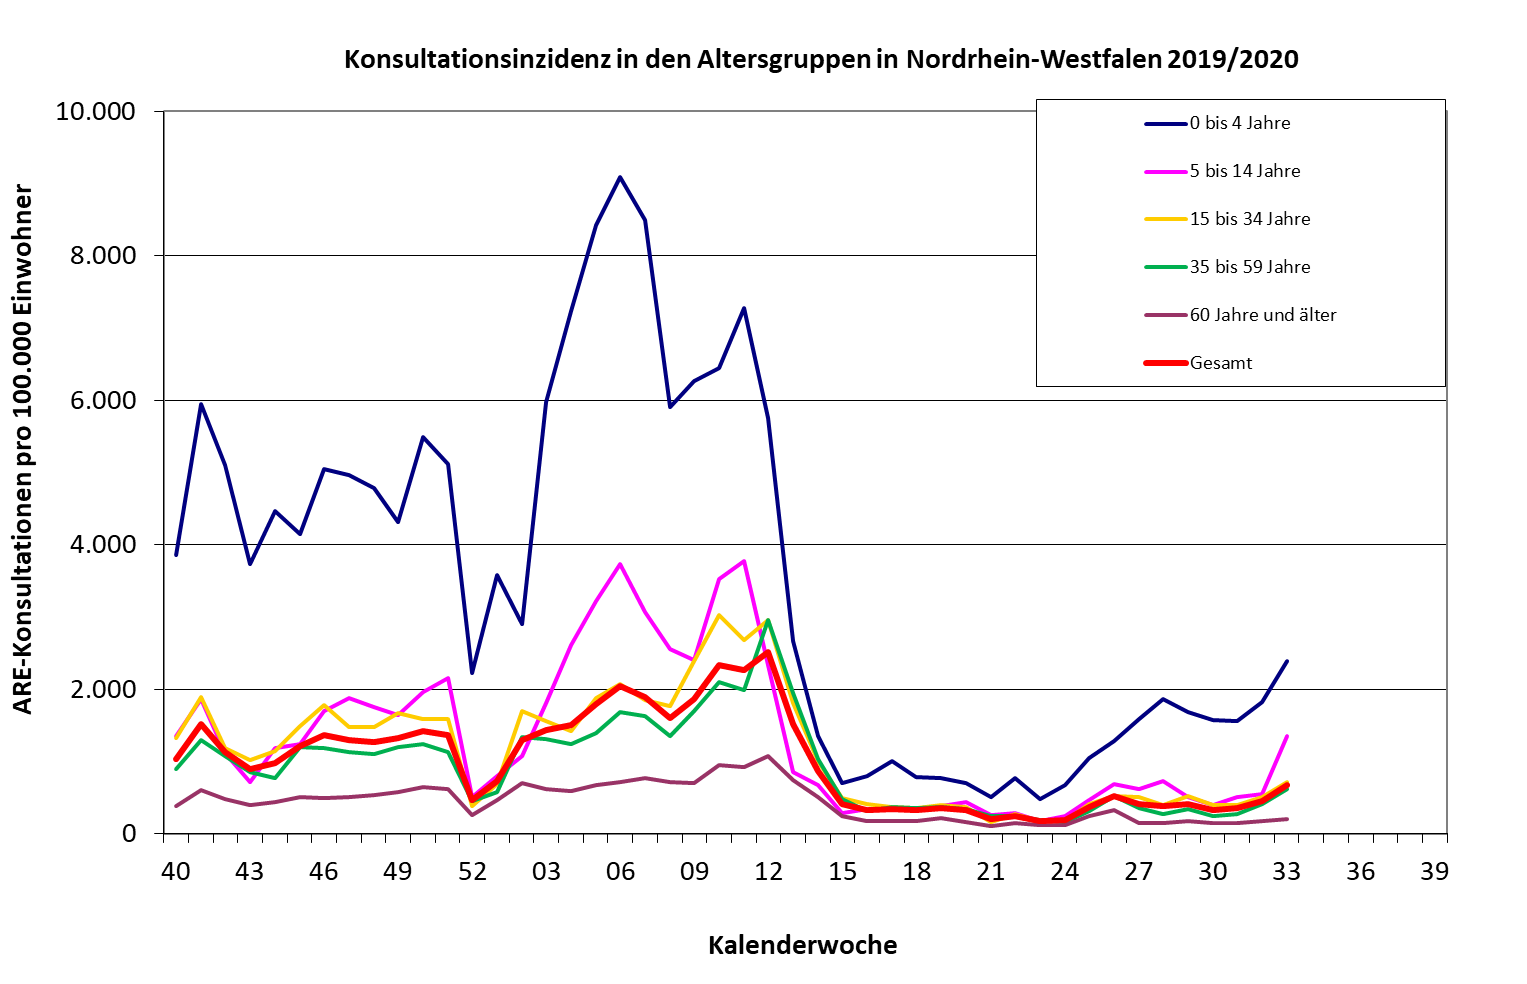 Konsultationsinzidenz in den Altersgruppen in Nordrhein-Westfalen 2019/2020
ARE-Konsultationen pro 100.000 Einwohner
10.000
8.000
6.000
4.000
2.000
0
0 bis 4 Jahre
5 bis 14 Jahre
15 bis 34 Jahre
35 bis 59 Jahre
60 Jahre und älter
Gesamt
40 43 46 49 52 03 06 09 12 15 18 21 24 27 30 33 36 39
Kalenderwoche